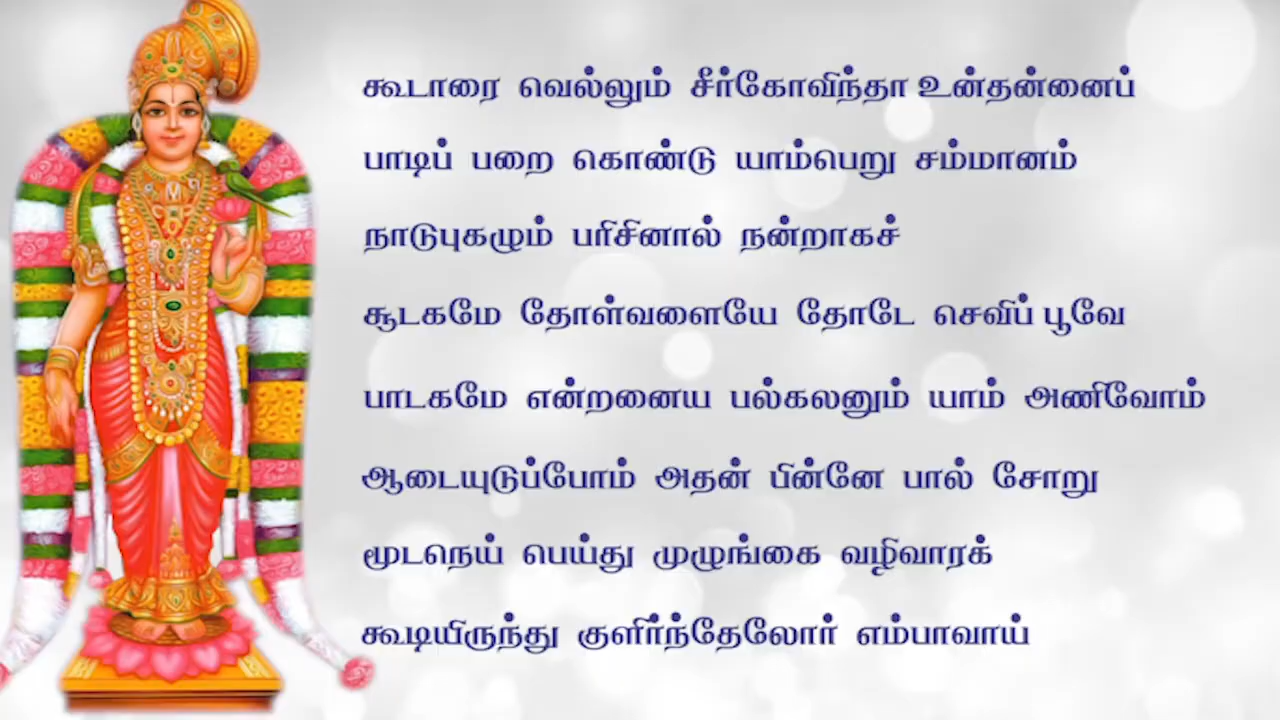 கூடாரை வெல்லும் சீர்கோவிந்தா உன்தன்னைப்
பாடிப் பறை கொண்டு யாம்பெறு சம்மானம்
நாடுபுகழும் பரிசினால் நன்றாகச்
சூடகமே தோள்வளையே தோடே செவிப் பூவே
பாடகமே என்றனைய பல்கலனும் யாம் அணிவோம்
ஆடையுடுப்போம் அதன் பின்னே பால் சோறு
மூடநெய் பெய்து முழுங்கை வழிவாரக்
கூடியிருந்து குளிர்ந்தேலோர் எம்பாவாய்